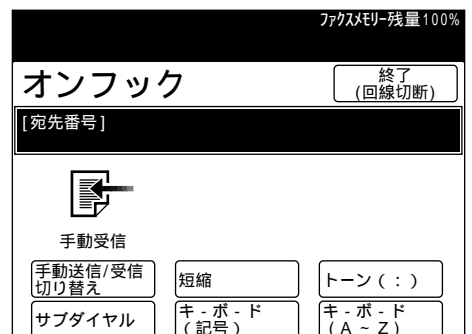 ファクスメモリー残量100%
オンフック
終了
(回線切断)
[宛先番号]
手動受信
手動送信/受信
切り替え
短縮
トーン(:)
サブダイヤル
キ-ボ-ド
(記号)
キ-ボ-ド
(A~Z)